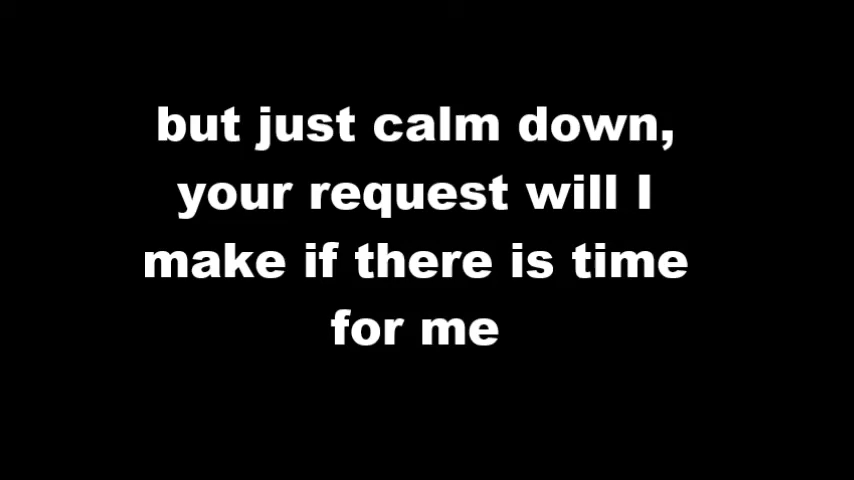 but just calm down,
your request will I
make if there is time
for me